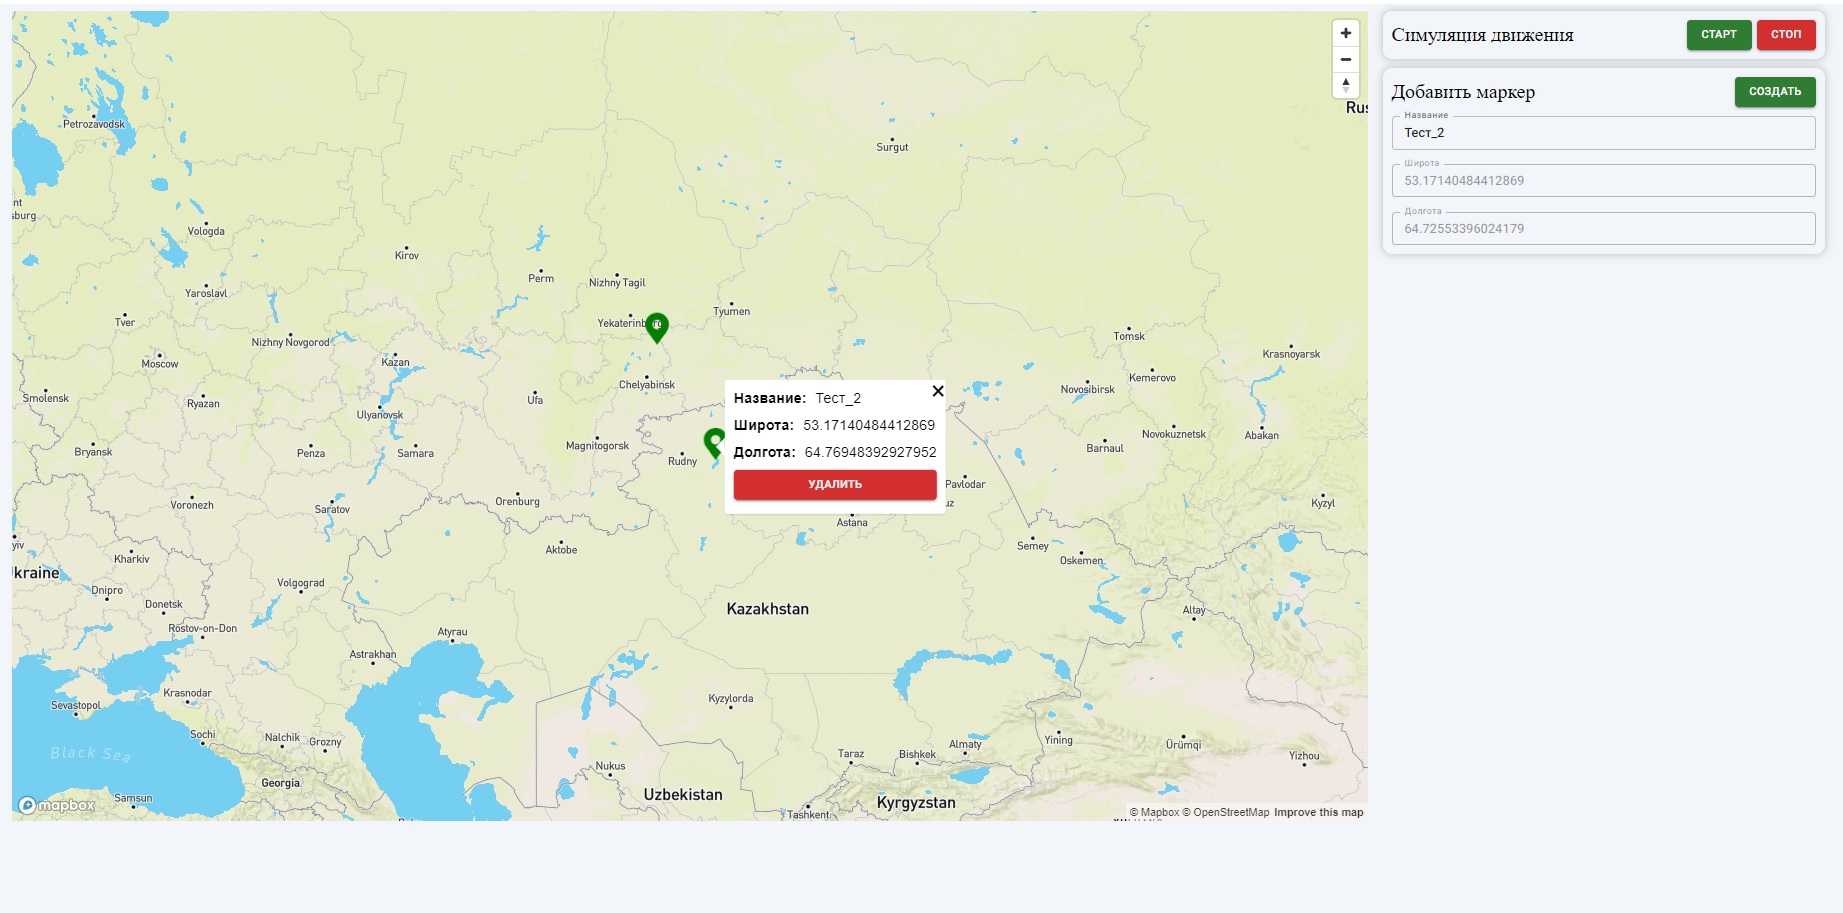 Rus
Petrozavodsk
Surgut
nt
sburg
Vologda
Kirov
Perm
Nizhny Tagil
Yaroslavl
Tyumen
Tver
Yekaterinb
Nizhny Novgorod
Tomsk
Moscow
Kazan
Krasnoyarsk
Chelyabinsk
Kemerovo
Novosibirsk
Smolensk
Ryazan
Ufa
Ulyanovsk
Название: Тест_2
Широта: 53.17140484412869
Долгота: 64.76948392927952
УДАЛИТЬ
Novokuznetsk
Abakan
Magnitogorsk
Barnaul
Bryansk
Penza
Samara
Rudny
Pavlodar
uz
Voronezh
Saratov
Orenburg
Kyzyl
Astana
yiv
Kharkiv
Aktobe
Semey
Oskemen
kraine
Volgograd
Dnipro
Donetsk
Kazakhstan
Altay
Rostov-on-Don
Atyrau
Astrakhan
Krasnodar
Sevastopol
Kyzylorda
Sochi
Nalchik
Grozny
Yining
Ürümqi
Almaty
Black Sea
Taraz
Bishkek
Yizhou
Nukus
Georgia
Uzbekistan
Kyrgyzstan
Samsun
mapbox
Tashkent
© Mapbox © OpenStreetMap Improve this map
Симуляция движения
СТАРТ
СТОП
Добавить маркер
СОЗДАТЬ
Название
Тест_2
Широта
53.17140484412869
Долгота
64.72553396024179